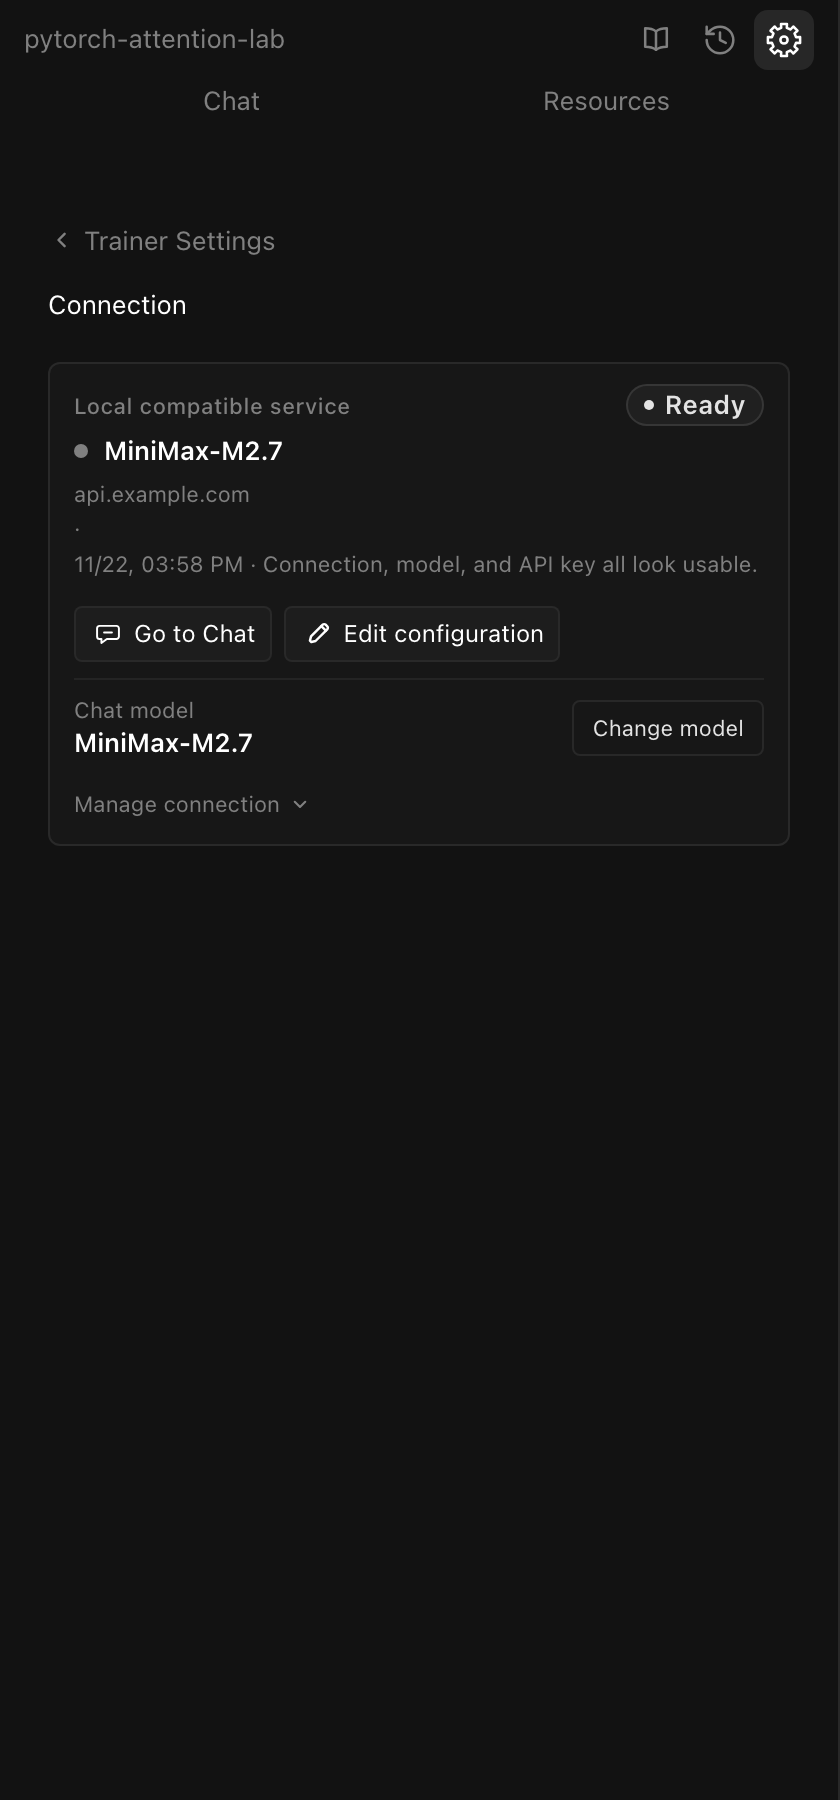 pytorch-attention-lab
Chat
Resources
Trainer Settings
Connection
Local compatible service
Ready
MiniMax-M2.7
api.example.com
·
11/22, 03:58 PM · Connection, model, and API key all look usable.
Go to Chat
Edit configuration
Chat model
MiniMax-M2.7
Change model
Manage connection